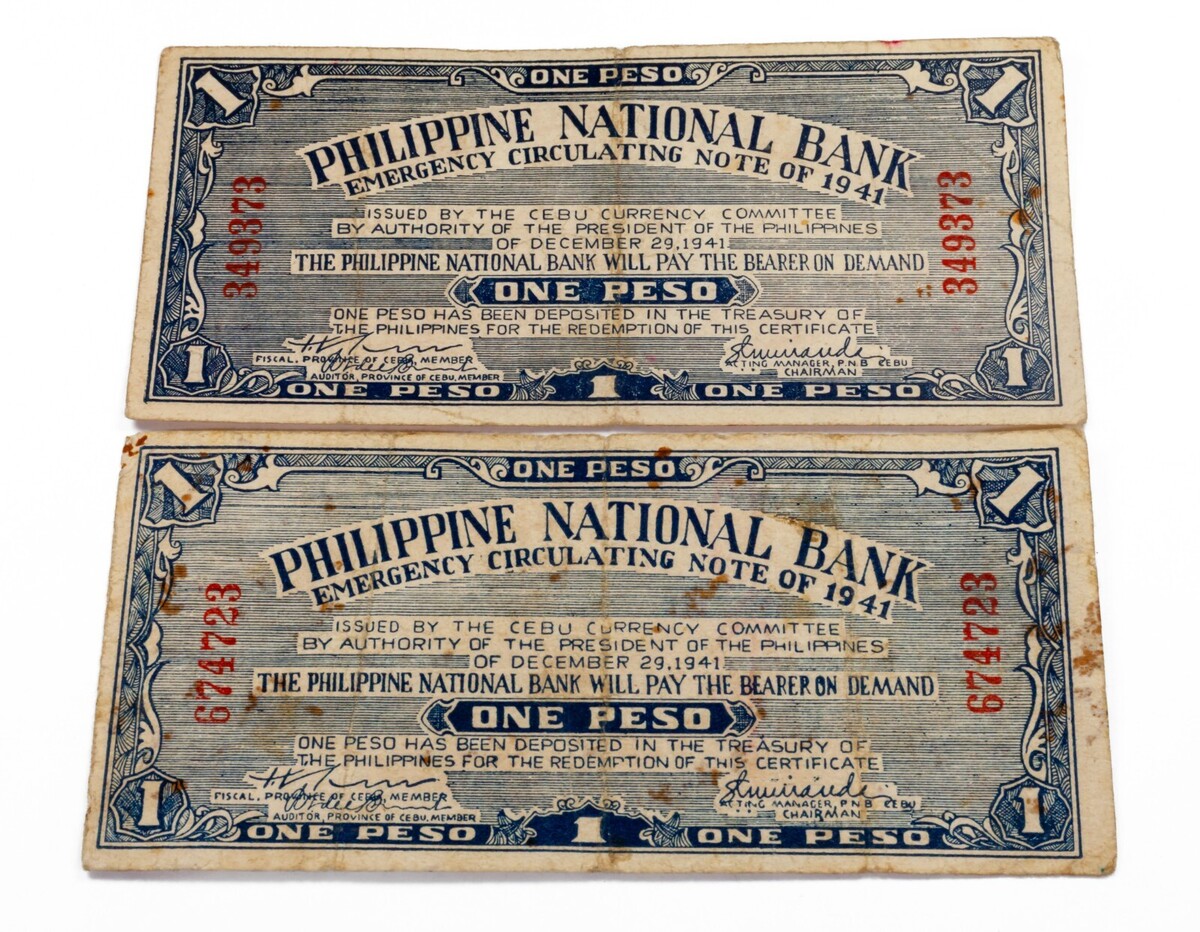 1 ONE PESO 1
PHILIPPINE NATIONAL BANK
EMERGENCY CIRCULATING NOTE OF 1941
349373 349373
ISSUED BY THE CEBU CURRENCY COMMITTEE
BY AUTHORITY OF THE PRESIDENT OF THE PHILIPPINES
OF DECEMBER 29,1941
THE PHILIPPINE NATIONAL BANK WILL PAY THE BEARER ON DEMAND
ONE PESO
ONE PESO HAS BEEN DEPOSITED IN THE TREASURY OF
THE PHILIPPINES FOR THE REDEMPTION OF THIS CERTIFICATE
FISCAL, PROVINCE OF CEBU, MEMBER
ACTING MANAGER, P.N.B CEBU
AUDITOR, PROVINCE OF CEBU, MEMBER
CHAIRMAN
1 ONE PESO 1 ONE PESO 1
1 ONE PESO 1
PHILIPPINE NATIONAL BANK
EMERGENCY CIRCULATING NOTE OF 1941
674723 674723
ISSUED BY THE CEBU CURRENCY COMMITTEE
BY AUTHORITY OF THE PRESIDENT OF THE PHILIPPINES
OF DECEMBER 29,1941
THE PHILIPPINE NATIONAL BANK WILL PAY THE BEARER ON DEMAND
ONE PESO
ONE PESO HAS BEEN DEPOSITED IN THE TREASURY OF
THE PHILIPPINES FOR THE REDEMPTION OF THIS CERTIFICATE
FISCAL, PROVINCE OF CEBU, MEMBER
ACTING MANAGER, P.N.B CEBU
AUDITOR, PROVINCE OF CEBU, MEMBER
CHAIRMAN
1 ONE PESO 1 ONE PESO 1